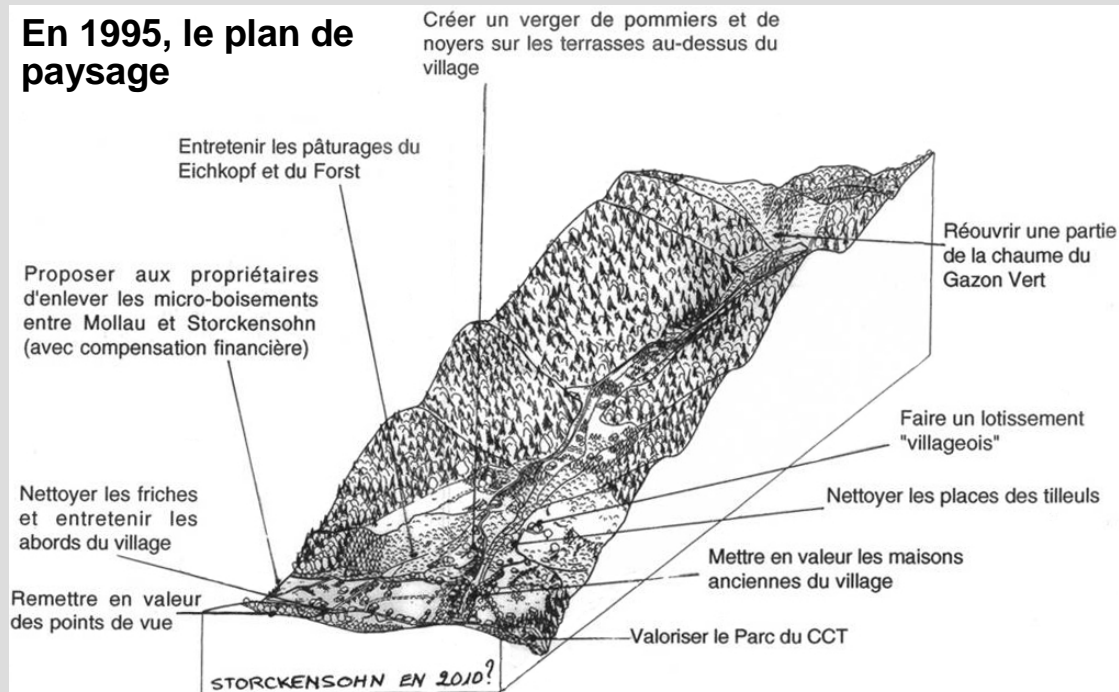 En 1995, le plan de
paysage
Créer un verger de pommiers et de
noyers sur les terrasses au-dessus du
village
Entretenir les pâturages du
Eichkopf et du Forst
Réouvrir une partie
de la chaume du
Gazon Vert
Proposer aux propriétaires
d'enlever les micro-boisements
entre Mollau et Storckensohn
(avec compensation financière)
Faire un lotissement
"villageois"
Nettoyer les friches
et entretenir les
abords du village
Nettoyer les places des tilleuls
Mettre en valeur les maisons
anciennes du village
Remettre en valeur
des points de vue
Valoriser le Parc du CCT
STORCKENSOHN EN 2010?